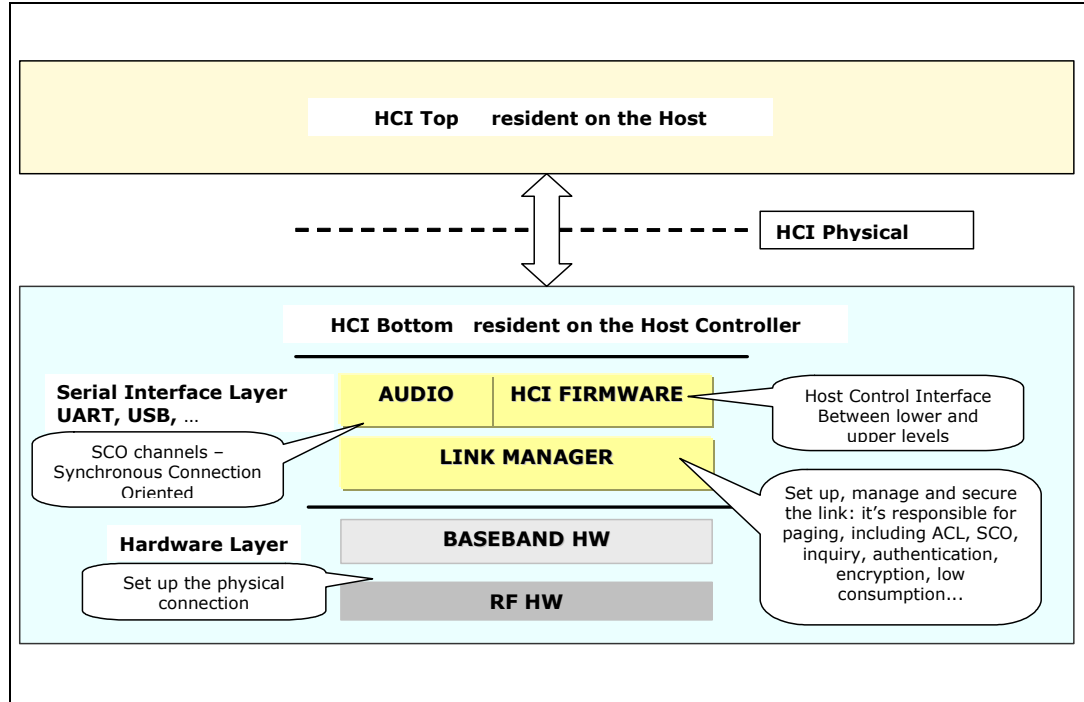 HCI Top resident on the Host
HCI Physical
HCI Bottom resident on the Host Controller
Serial Interface Layer
UART, USB, ...
AUDIO
HCI FIRMWARE
Host Control Interface
Between lower and
upper levels
SCO channels –
Synchronous Connection
Oriented
LINK MANAGER
Set up, manage and secure
the link: it's responsible for
paging, including ACL, SCO,
inquiry, authentication,
encryption, low
consumption...
Hardware Layer
BASEBAND HW
Set up the physical
connection
RF HW